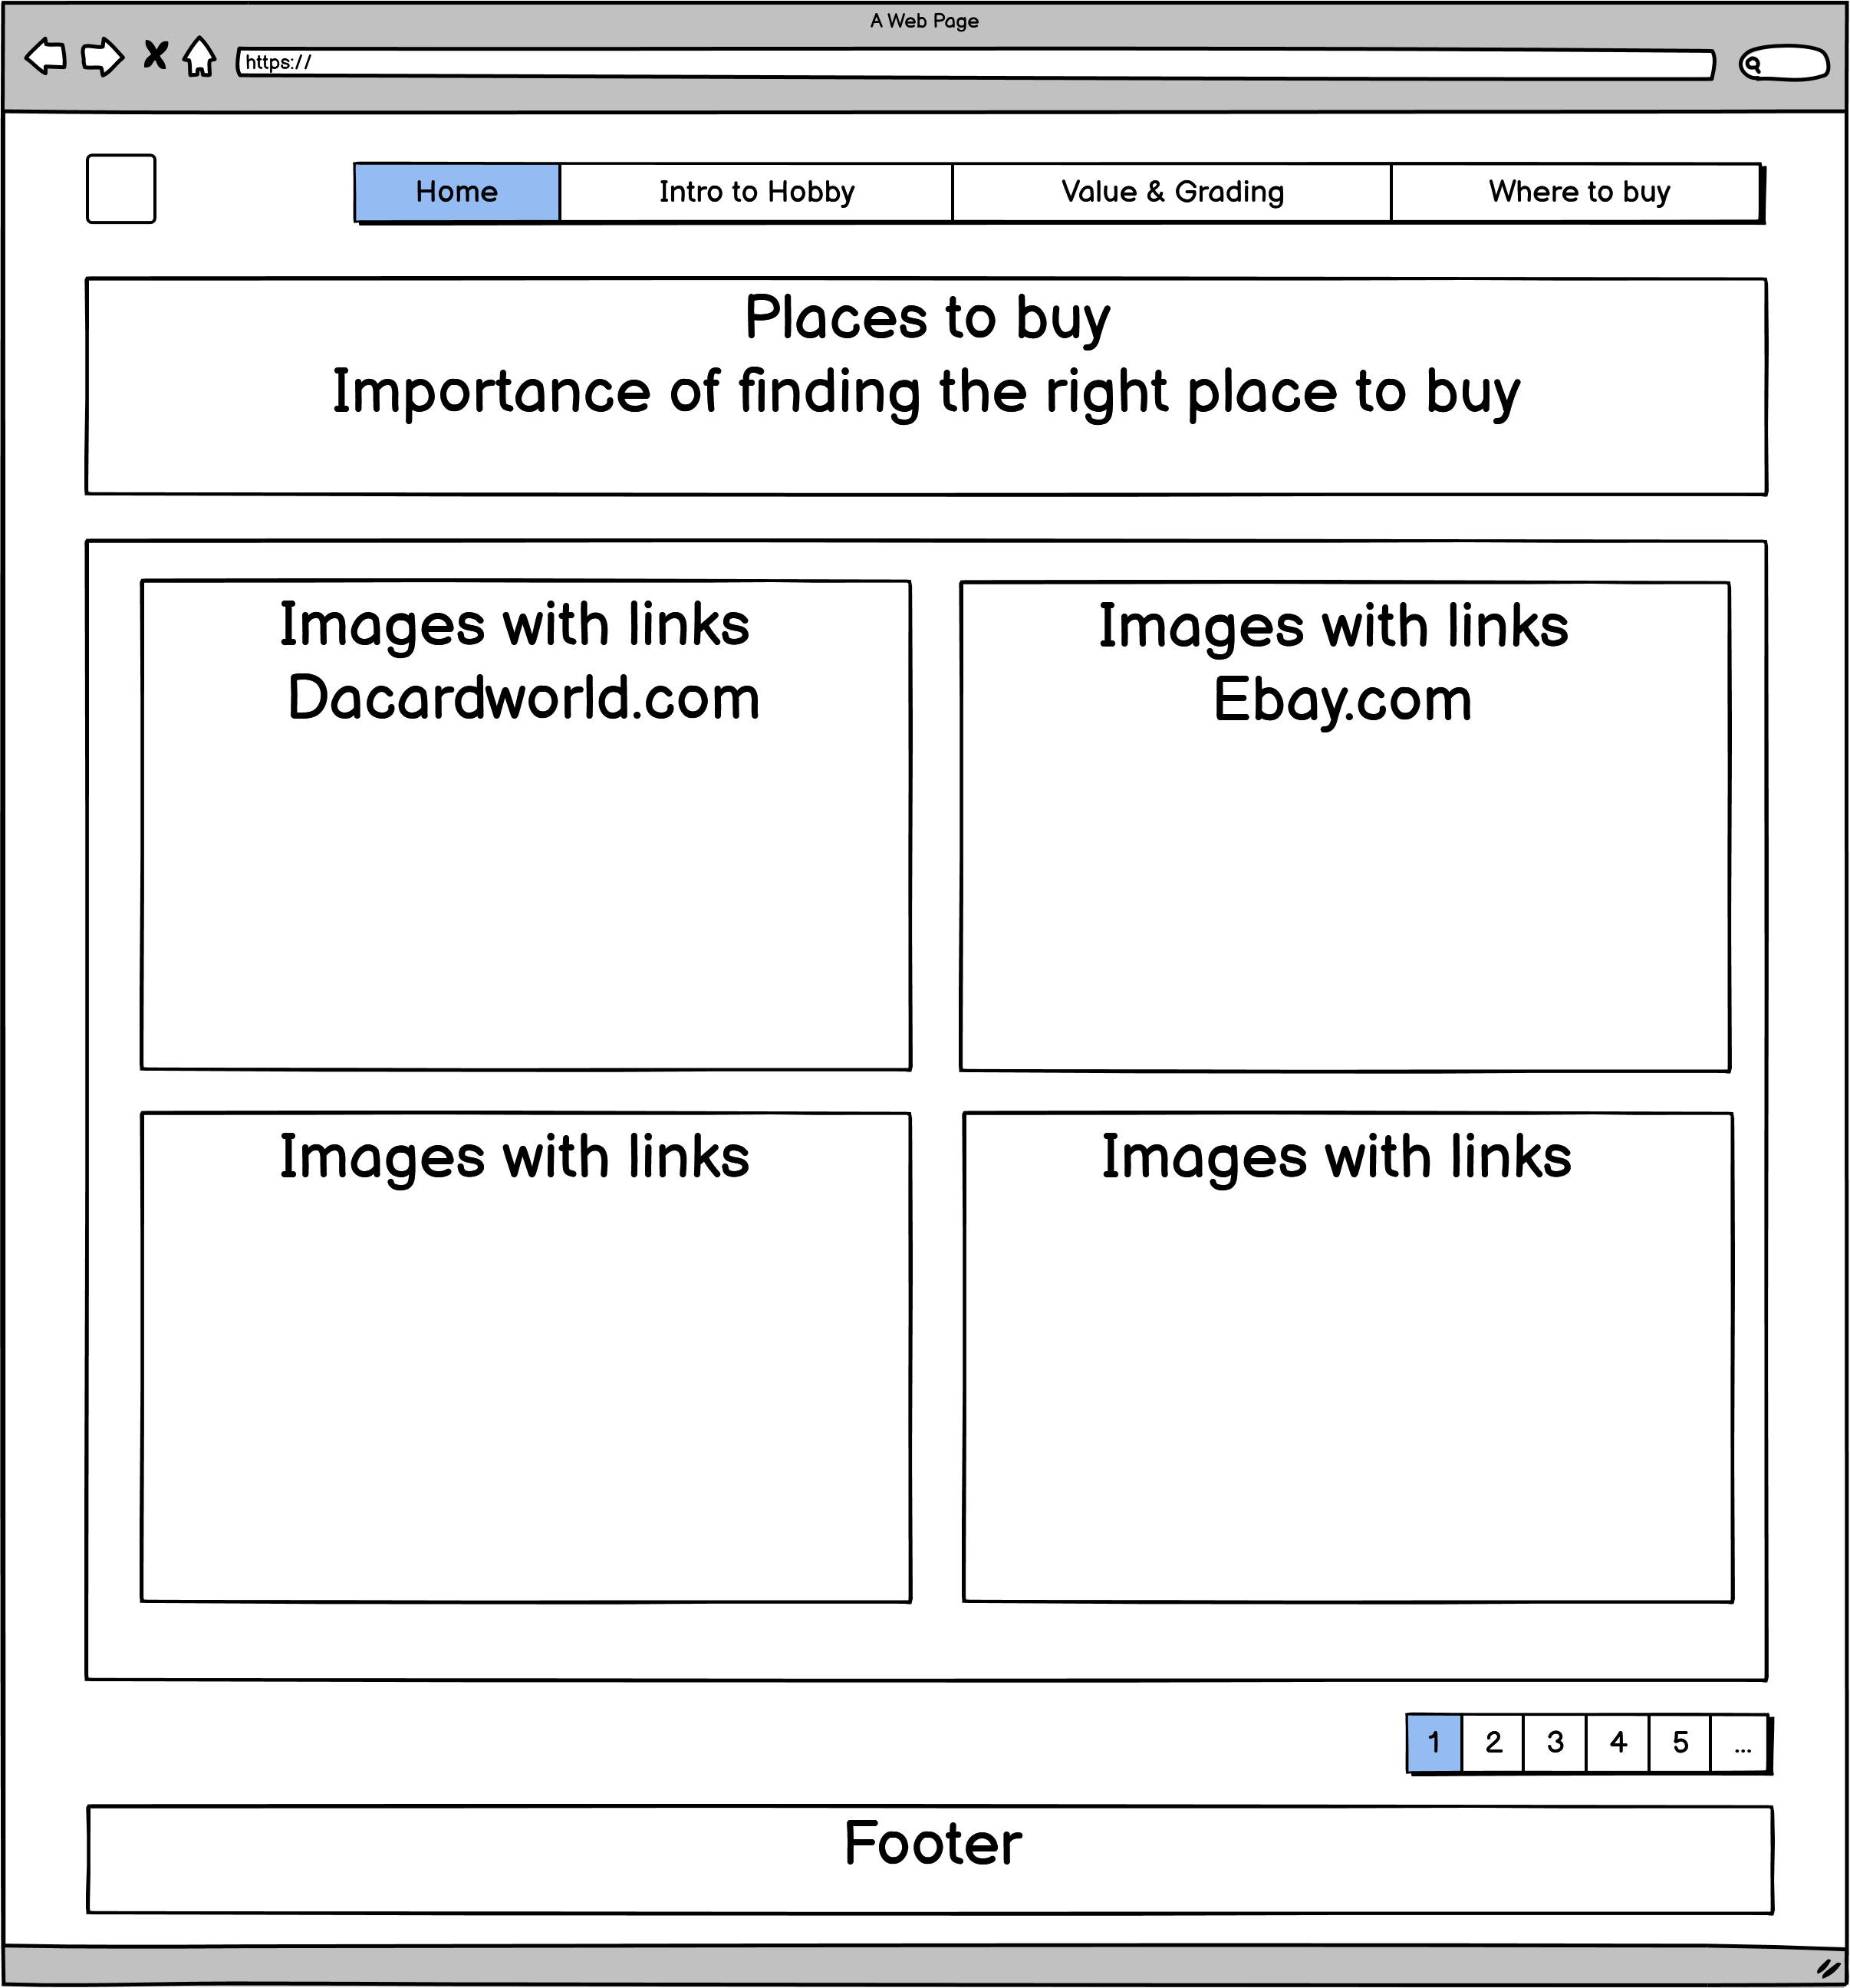 A Web Page
https://
Home Intro to Hobby Value & Grading Where to buy
Places to buy
Importance of finding the right place to buy
Images with links
Dacardworld.com
Images with links
Ebay.com
Images with links
Images with links
1 2 3 4 5 ...
Footer